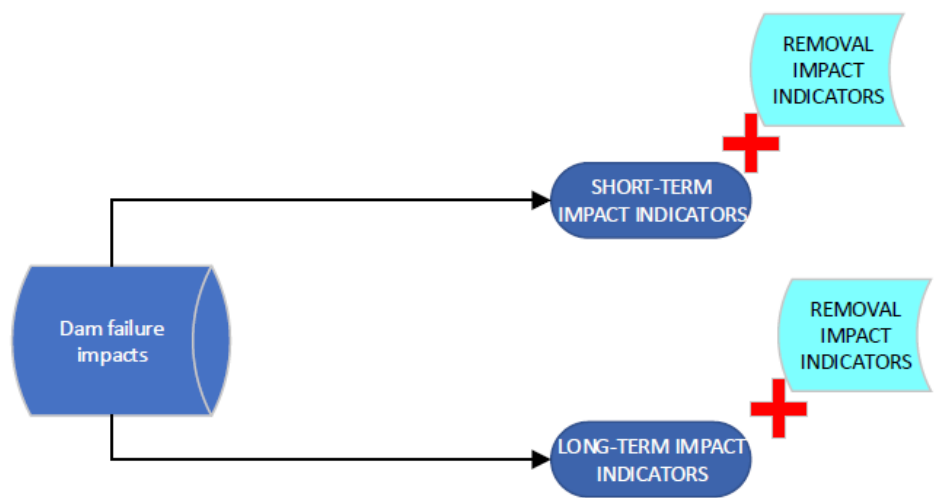 REMOVAL
IMPACT
INDICATORS
SHORT-TERM
IMPACT INDICATORS
Dam failure
impacts
REMOVAL
IMPACT
INDICATORS
LONG-TERM IMPACT
INDICATORS